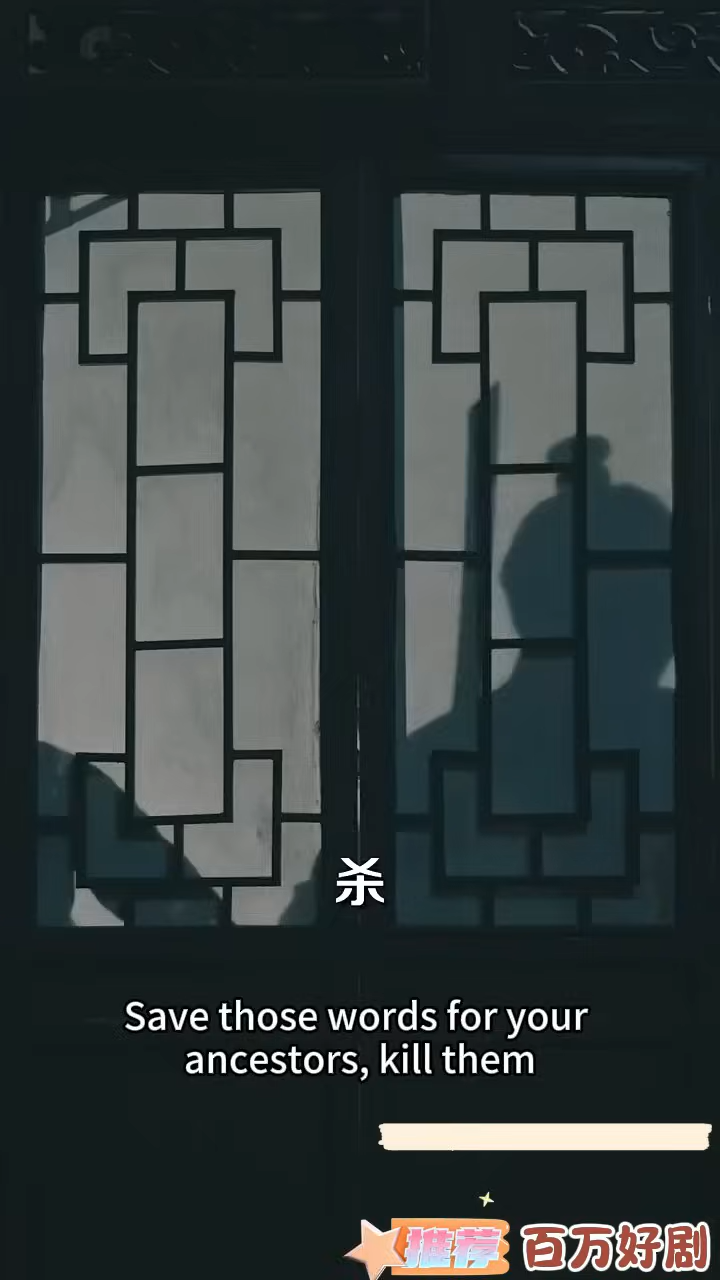 杀
Save those words for your
ancestors, kill them
推荐 百万好剧